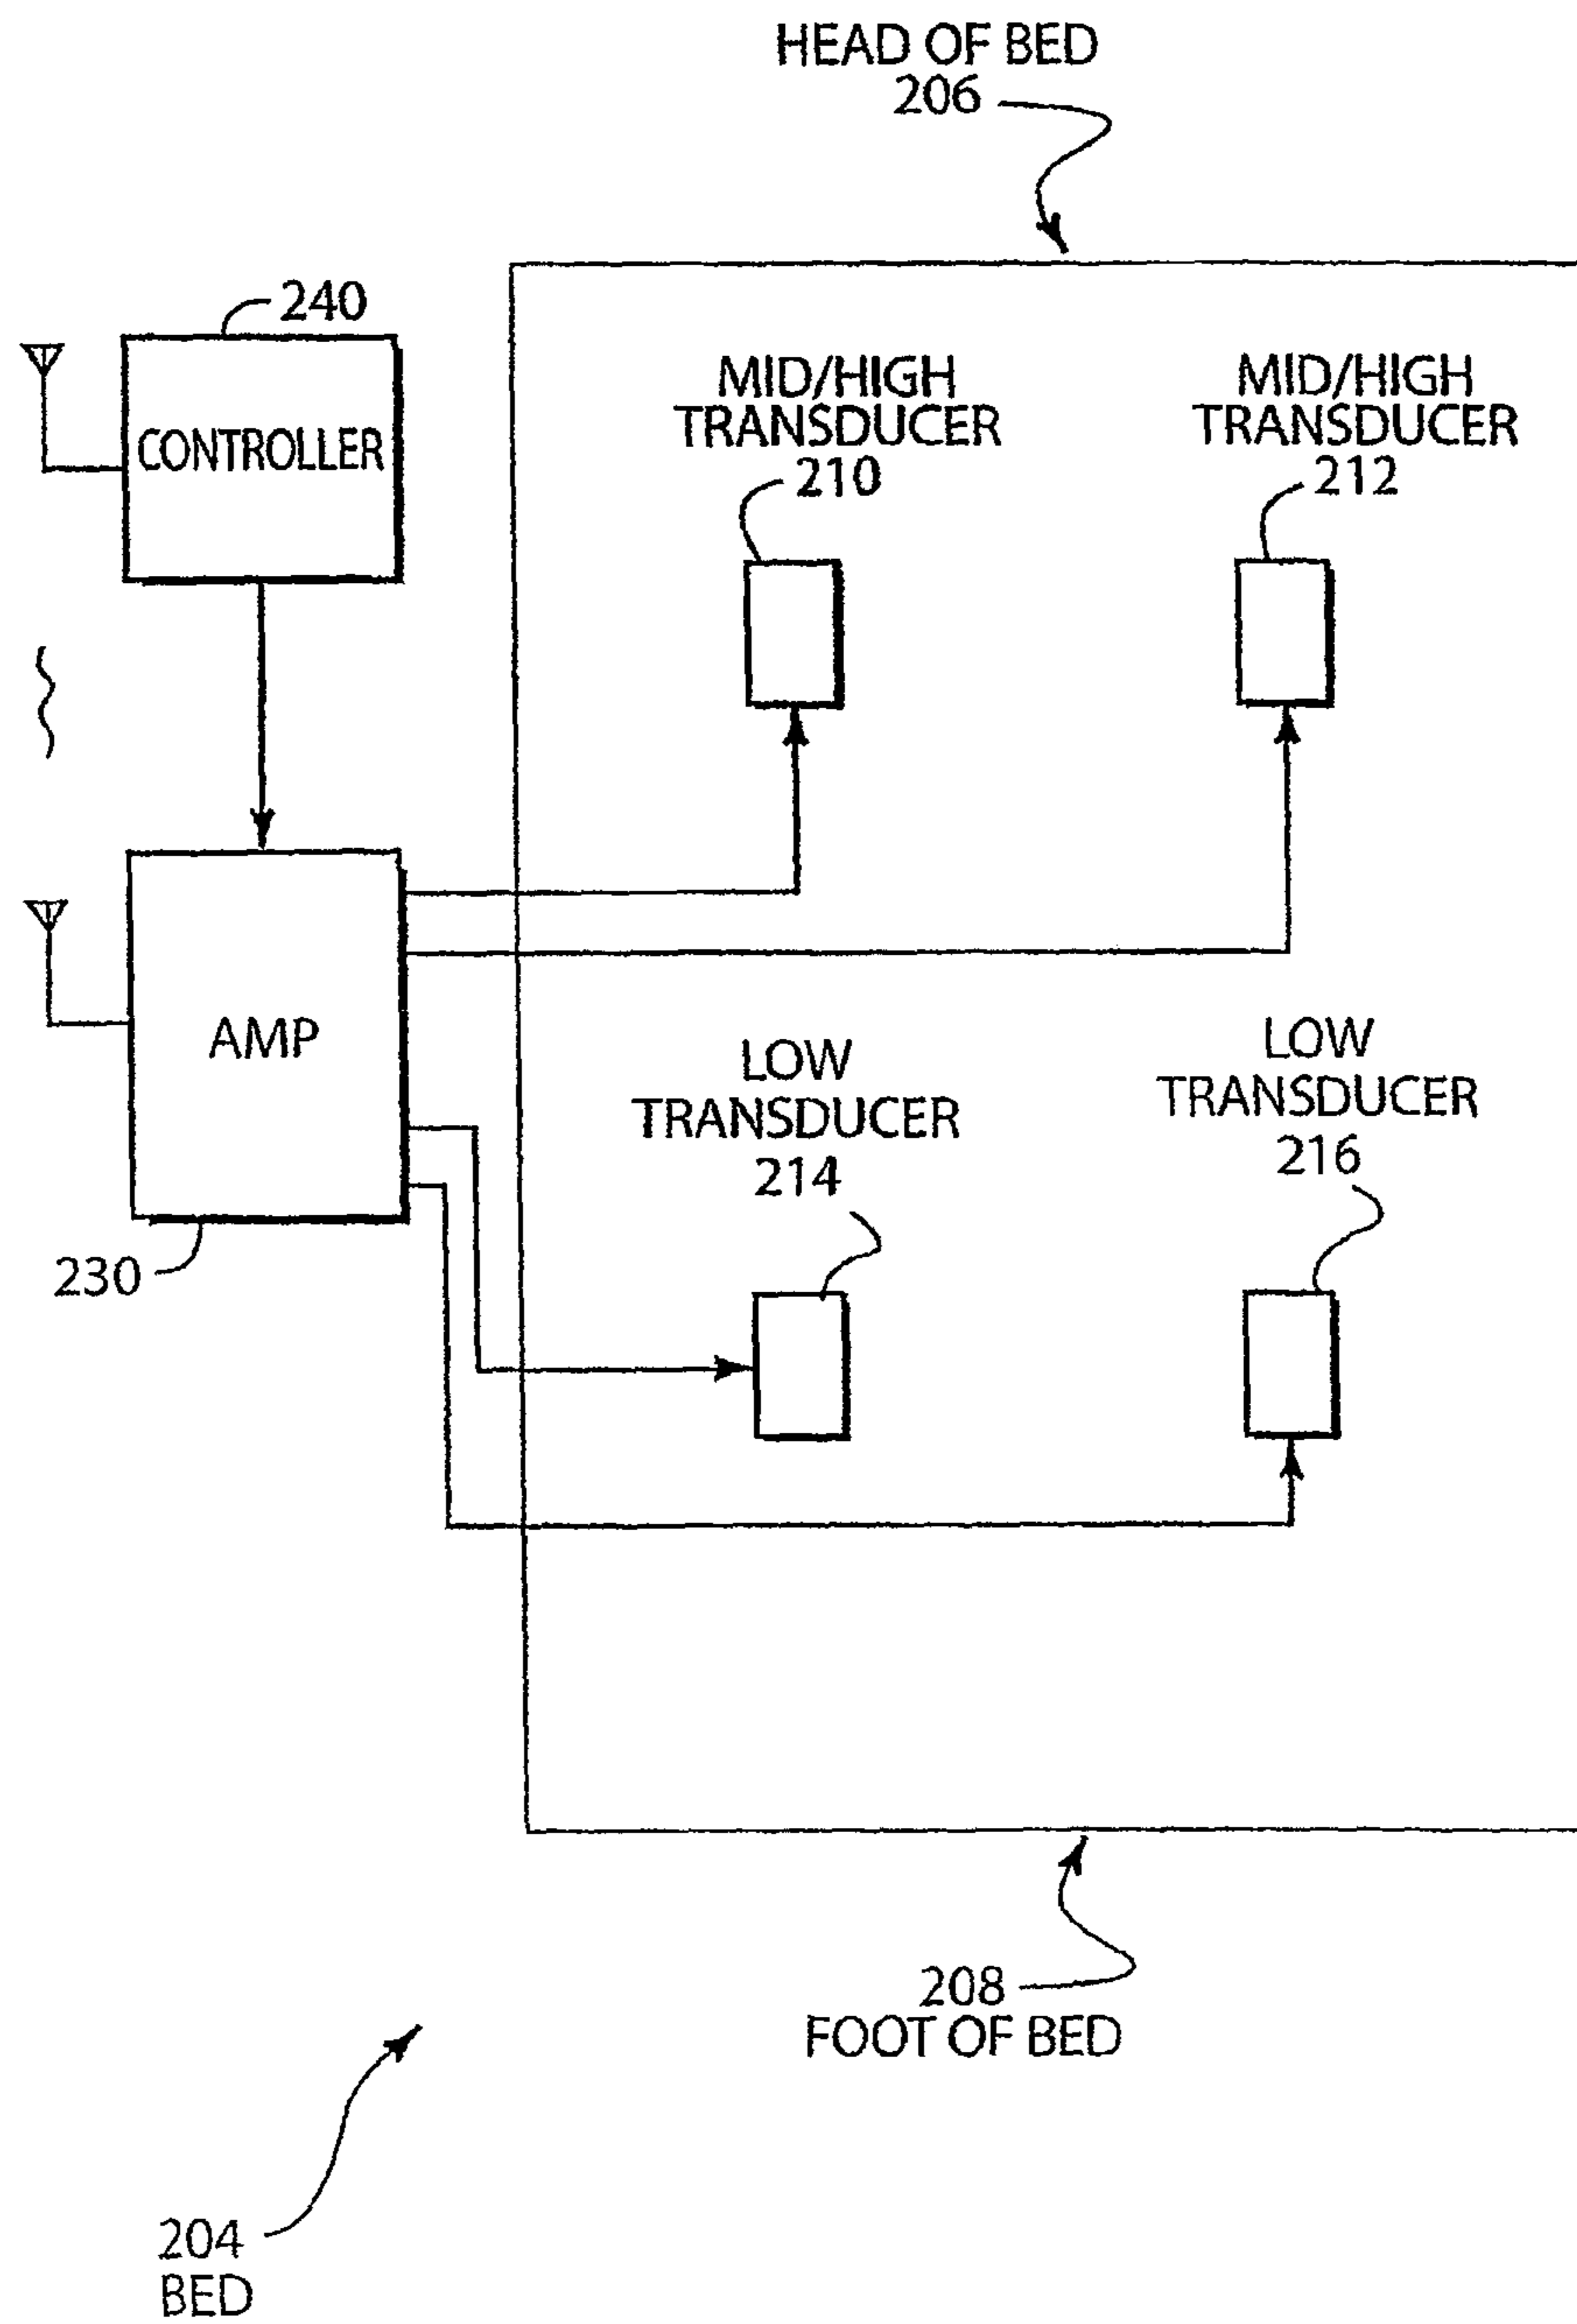 HEAD OF BED
206
240
CONTROLLER
MID/HIGH
TRANSDUCER
210
MID/HIGH
TRANSDUCER
212
AMP
230
LOW
TRANSDUCER
214
LOW
TRANSDUCER
216
208
FOOT OF BED
204
BED